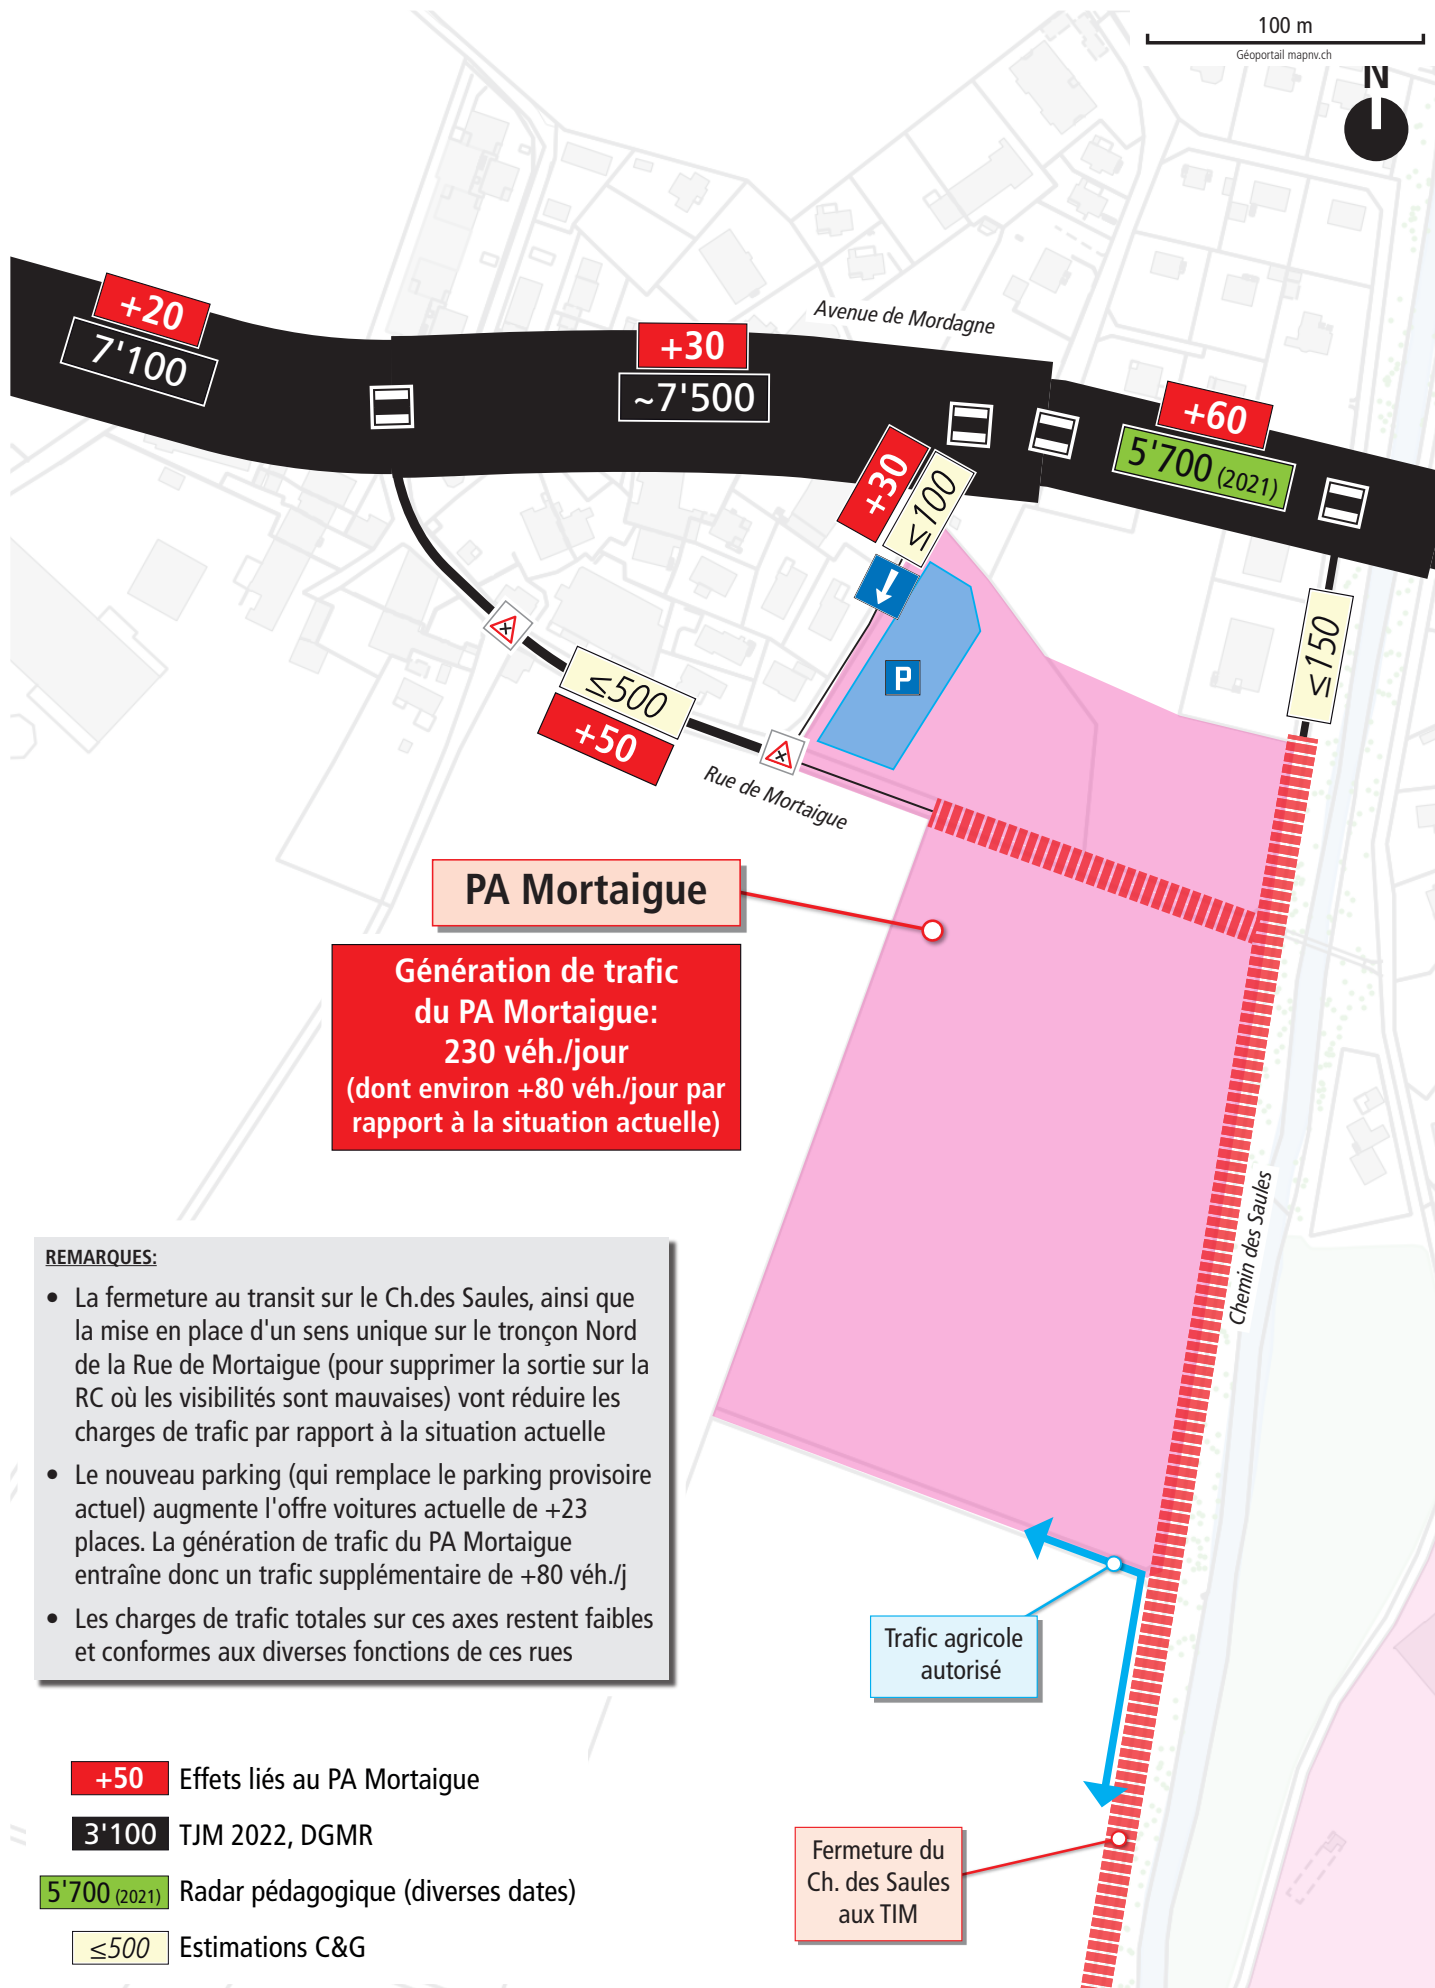 100 m
Géoportail mapnv.ch
N
Avenue de Mordagne
+20
7'100
+30
~7'500
+60
5'700 (2021)
+30
≤100
≤150
P
≤500
+50
Rue de Mortaigue
PA Mortaigue
Génération de trafic
du PA Mortaigue:
230 véh./jour
(dont environ +80 véh./jour par
rapport à la situation actuelle)
Chemin des Saules
REMARQUES:
• La fermeture au transit sur le Ch.des Saules, ainsi que
la mise en place d'un sens unique sur le tronçon Nord
de la Rue de Mortaigue (pour supprimer la sortie sur la
RC où les visibilités sont mauvaises) vont réduire les
charges de trafic par rapport à la situation actuelle
• Le nouveau parking (qui remplace le parking provisoire
actuel) augmente l'offre voitures actuelle de +23
places. La génération de trafic du PA Mortaigue
entraîne donc un trafic supplémentaire de +80 véh./j
• Les charges de trafic totales sur ces axes restent faibles
et conformes aux diverses fonctions de ces rues
Trafic agricole
autorisé
Fermeture du
Ch. des Saules
aux TIM
+50 Effets liés au PA Mortaigue
3'100 TJM 2022, DGMR
5'700 (2021) Radar pédagogique (diverses dates)
≤500 Estimations C&G